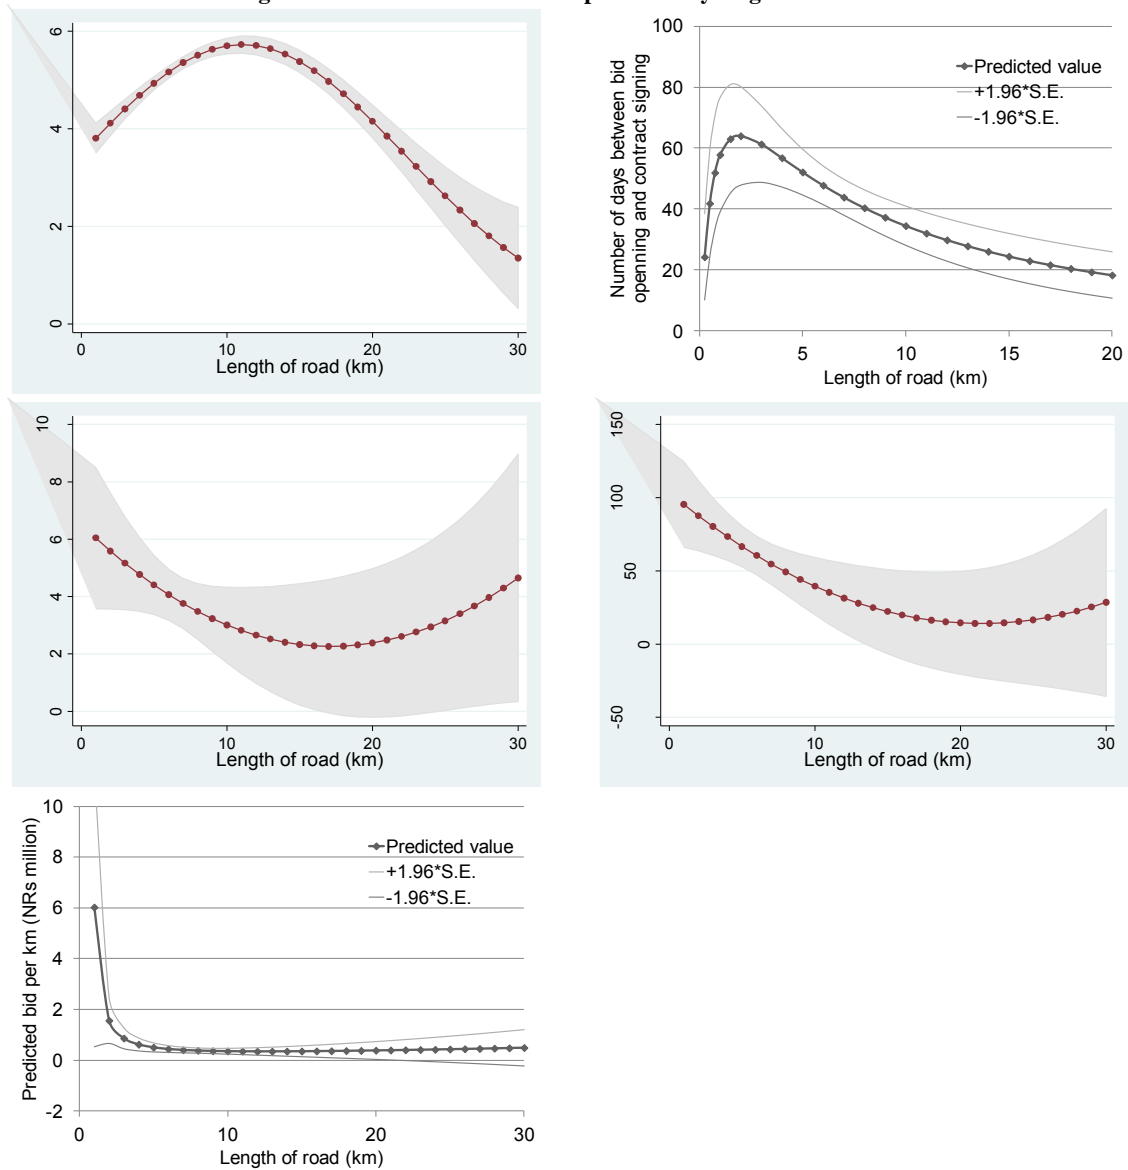 6
4
2
0
0 10 20 30
Length of road (km)
100
80
60
40
20
0
Number of days between bid
openning and contract signing
Predicted value
+1.96*S.E.
-1.96*S.E.
0 5 10 15 20
Length of road (km)
10
8
6
4
2
0
0 10 20 30
Length of road (km)
150
100
50
0
-50
0 10 20 30
Length of road (km)
10
8
6
4
2
0
-2
Predicted bid per km (NRs million)
Predicted value
+1.96*S.E.
-1.96*S.E.
0 10 20 30
Length of road (km)